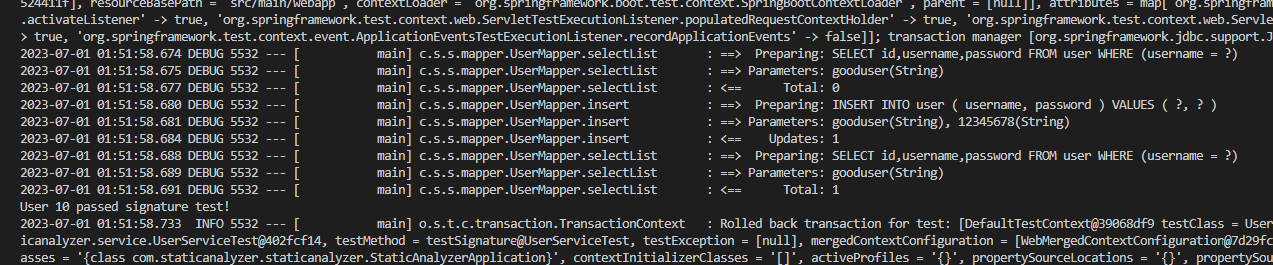 524411f], resourceBasePath = 'src/main/webapp', contextLoader = 'org.springframework.boot.test.context.SpringBootContextLoader', parent = [null]], attributes = map['org.springfram
.activateListener' -> true, 'org.springframework.test.context.web.ServletTestExecutionListener.populatedRequestContextHolder' -> true, 'org.springframework.test.context.web.Servle
> true, 'org.springframework.test.context.event.ApplicationEventsTestExecutionListener.recordApplicationEvents' -> false]]; transaction manager [org.springframework.jdbc.support.J
2023-07-01 01:51:58.674 DEBUG 5532 --- [           main] c.s.s.mapper.UserMapper.selectList       : ==>  Preparing: SELECT id,username,password FROM user WHERE (username = ?)
2023-07-01 01:51:58.675 DEBUG 5532 --- [           main] c.s.s.mapper.UserMapper.selectList       : ==> Parameters: gooduser(String)
2023-07-01 01:51:58.677 DEBUG 5532 --- [           main] c.s.s.mapper.UserMapper.selectList       : <==      Total: 0
2023-07-01 01:51:58.680 DEBUG 5532 --- [           main] c.s.s.mapper.UserMapper.insert           : ==>  Preparing: INSERT INTO user ( username, password ) VALUES ( ?, ? )
2023-07-01 01:51:58.681 DEBUG 5532 --- [           main] c.s.s.mapper.UserMapper.insert           : ==> Parameters: gooduser(String), 12345678(String)
2023-07-01 01:51:58.684 DEBUG 5532 --- [           main] c.s.s.mapper.UserMapper.insert           : <==    Updates: 1
2023-07-01 01:51:58.688 DEBUG 5532 --- [           main] c.s.s.mapper.UserMapper.selectList       : ==>  Preparing: SELECT id,username,password FROM user WHERE (username = ?)
2023-07-01 01:51:58.689 DEBUG 5532 --- [           main] c.s.s.mapper.UserMapper.selectList       : ==> Parameters: gooduser(String)
2023-07-01 01:51:58.691 DEBUG 5532 --- [           main] c.s.s.mapper.UserMapper.selectList       : <==      Total: 1
User 10 passed signature test!
2023-07-01 01:51:58.733  INFO 5532 --- [           main] o.s.t.c.transaction.TransactionContext   : Rolled back transaction for test: [DefaultTestContext@39068df9 testClass = User
icanalyzer.service.UserServiceTest@402fcf14, testMethod = testSignature@UserServiceTest, testException = [null], mergedContextConfiguration = [WebMergedContextConfiguration@7d29fc
asses = '{class com.staticanalyzer.staticanalyzer.StaticAnalyzerApplication}', contextInitializerClasses = '[]', activeProfiles = '{}', propertySourceLocations = '{}', propertySou